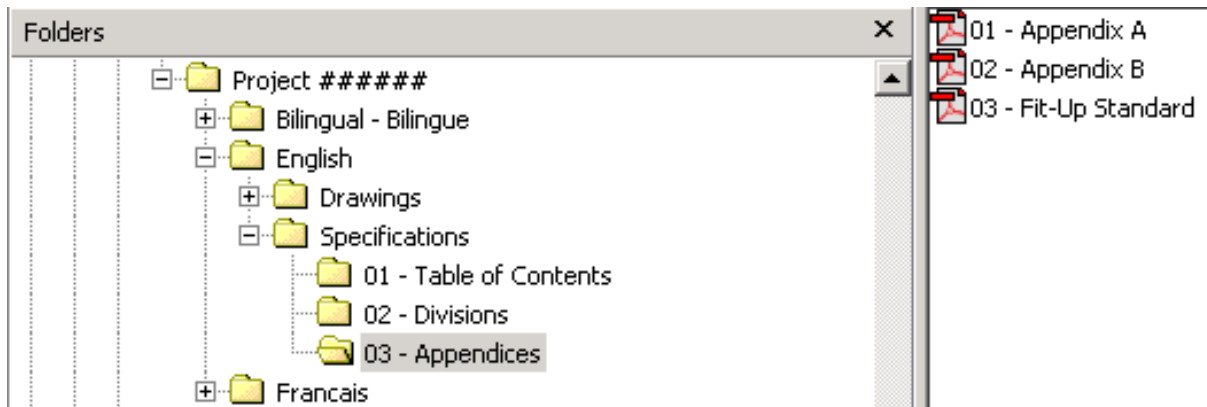 Folders
Project ######
Bilingual - Bilingue
English
Drawings
Specifications
01 - Table of Contents
02 - Divisions
03 - Appendices
Francais
01 - Appendix A
02 - Appendix B
03 - Fit-Up Standard